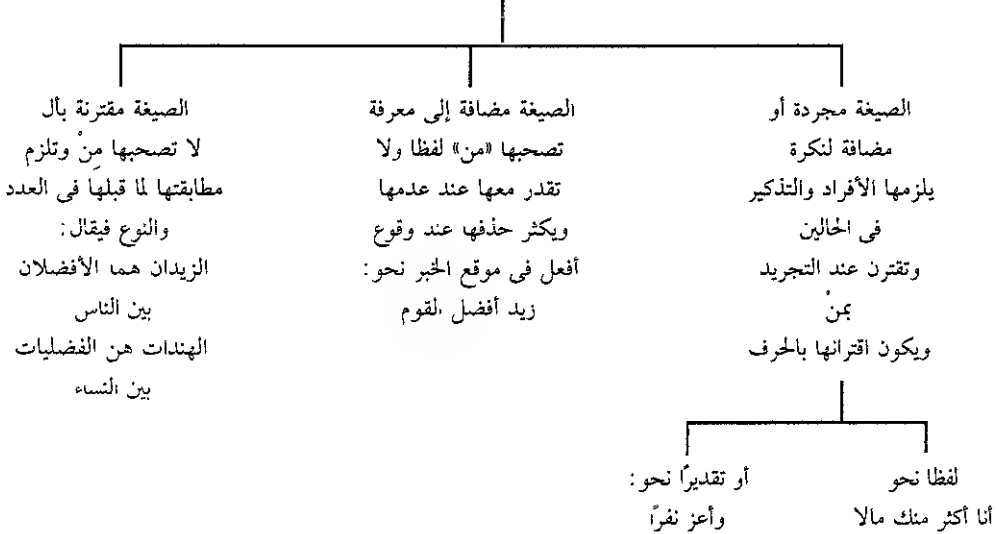 الصيغة مجردة أو
مضافة لنكرة
يلزمها الأفراد والتذكير
فى الحالين
وتقترن عند التجريد
بمنْ
ويكون اقترانها بالحرف
لفظا نحو
أنا أكثر منك مالا
أو تقديرًا نحو:
وأعز نفرًا
الصيغة مضافة إلى معرفة
تصحبها «من» لفظا ولا
تقدر معها عند عدمها
ويكثر حذفها عند وقوع
أفعل فى موقع الخبر نحو:
زيد أفضل القوم
الصيغة مقترنة بأل
لا تصحبها مِنْ وتلزم
مطابقتها لما قبلها فى العدد
والنوع فيقال:
الزيدان هما الأفضلان
بين الناس
الهندات هن الفضليات
بين النساء